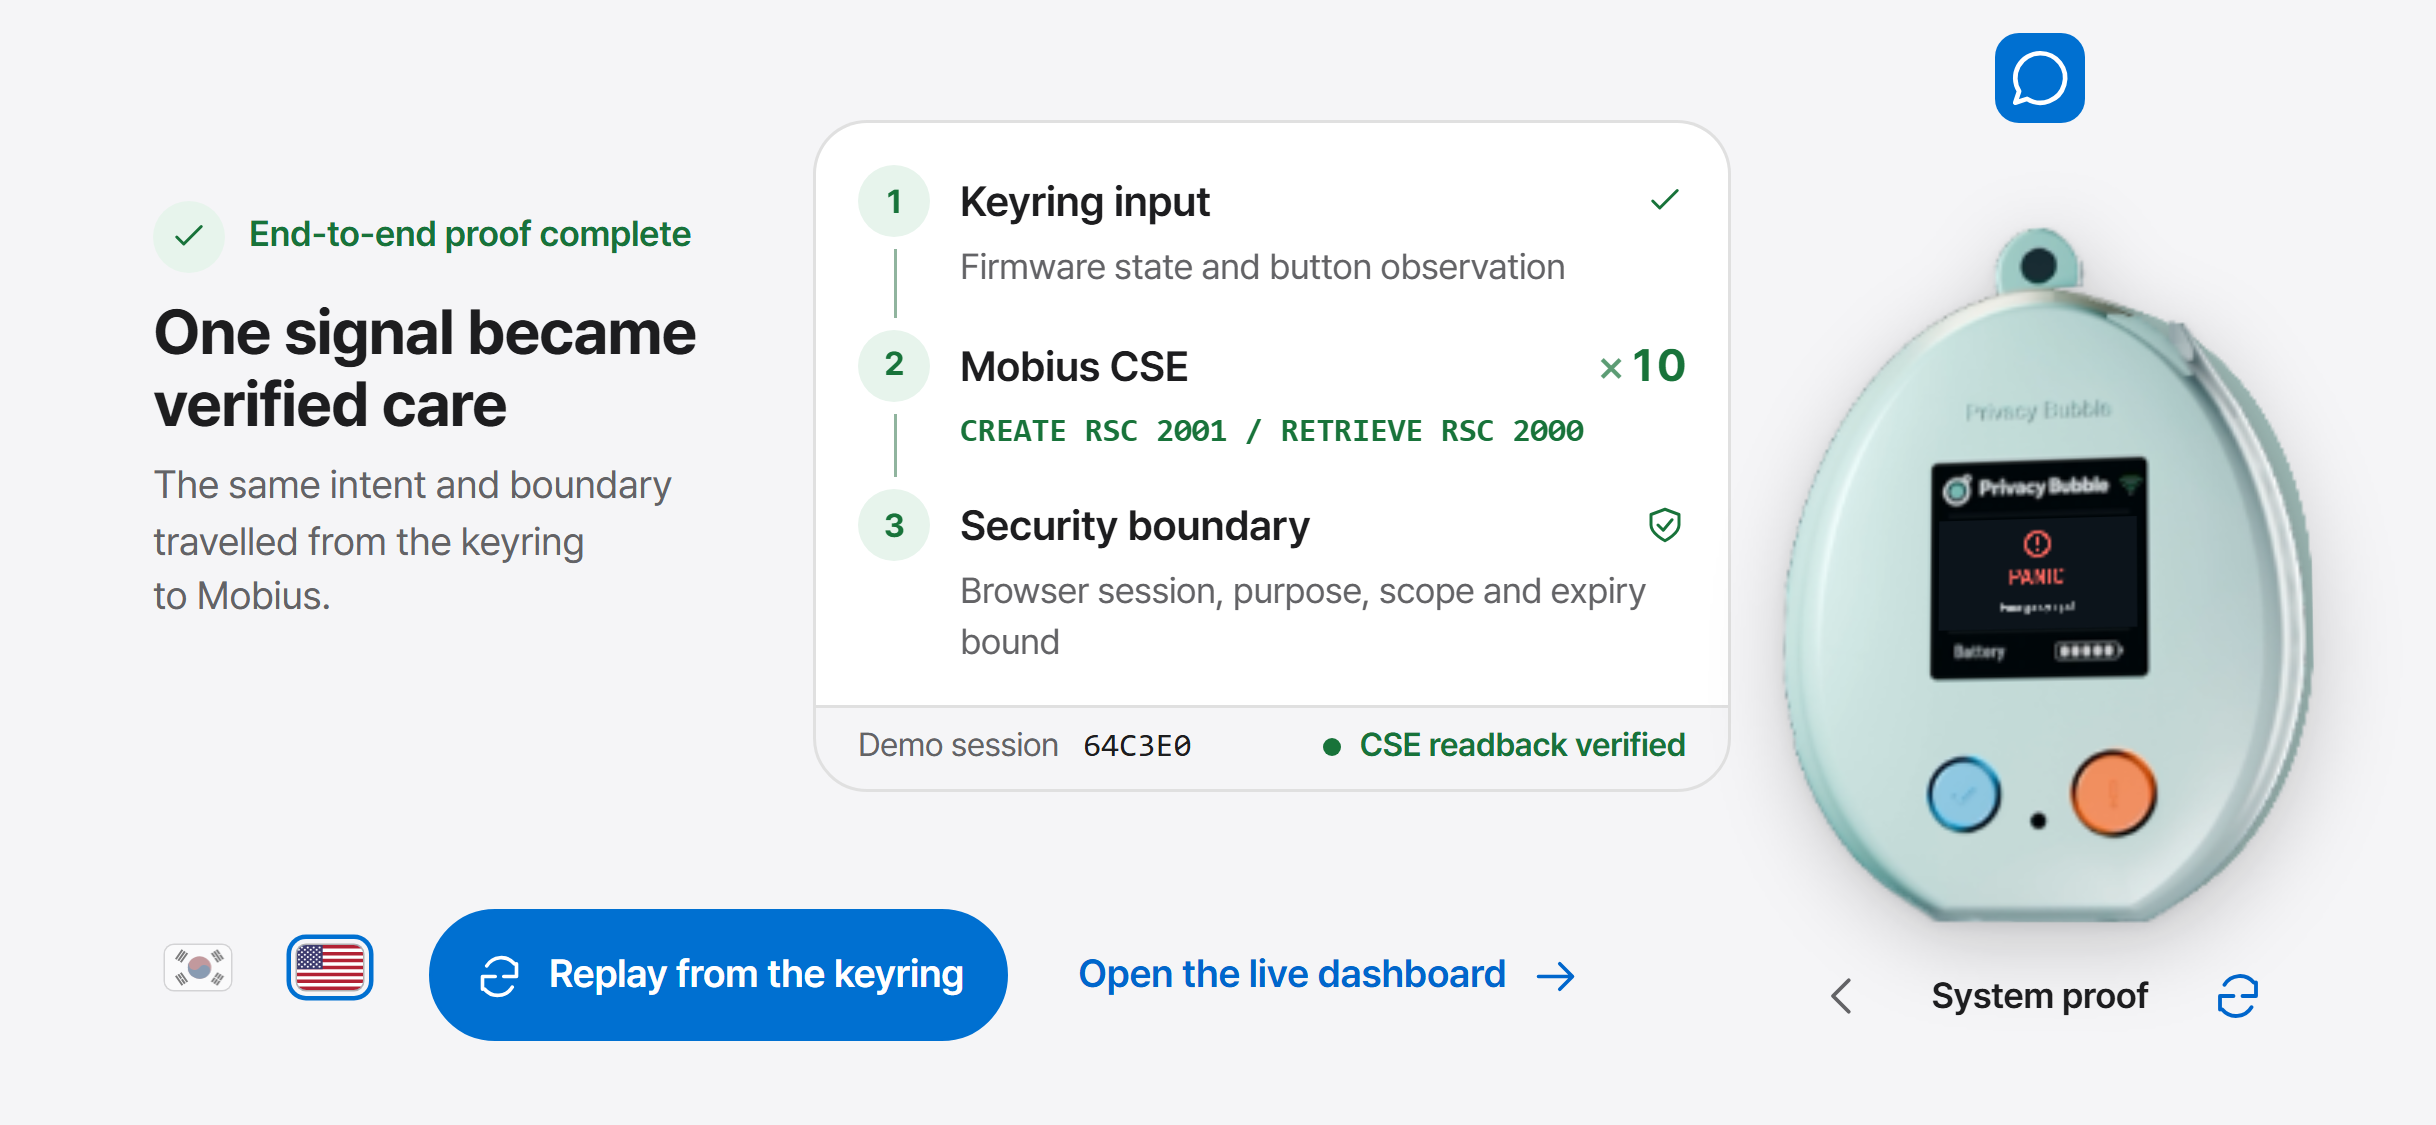 End-to-end proof complete
One signal became
verified care
The same intent and boundary
travelled from the keyring
to Mobius.
1
Keyring input
Firmware state and button observation
2
Mobius CSE
× 10
CREATE RSC 2001 / RETRIEVE RSC 2000
3
Security boundary
Browser session, purpose, scope and expiry
bound
Demo session 64C3E0
CSE readback verified
Privacy Bubble
Privacy Bubble
PANIC
Battery
Replay from the keyring
Open the live dashboard
System proof